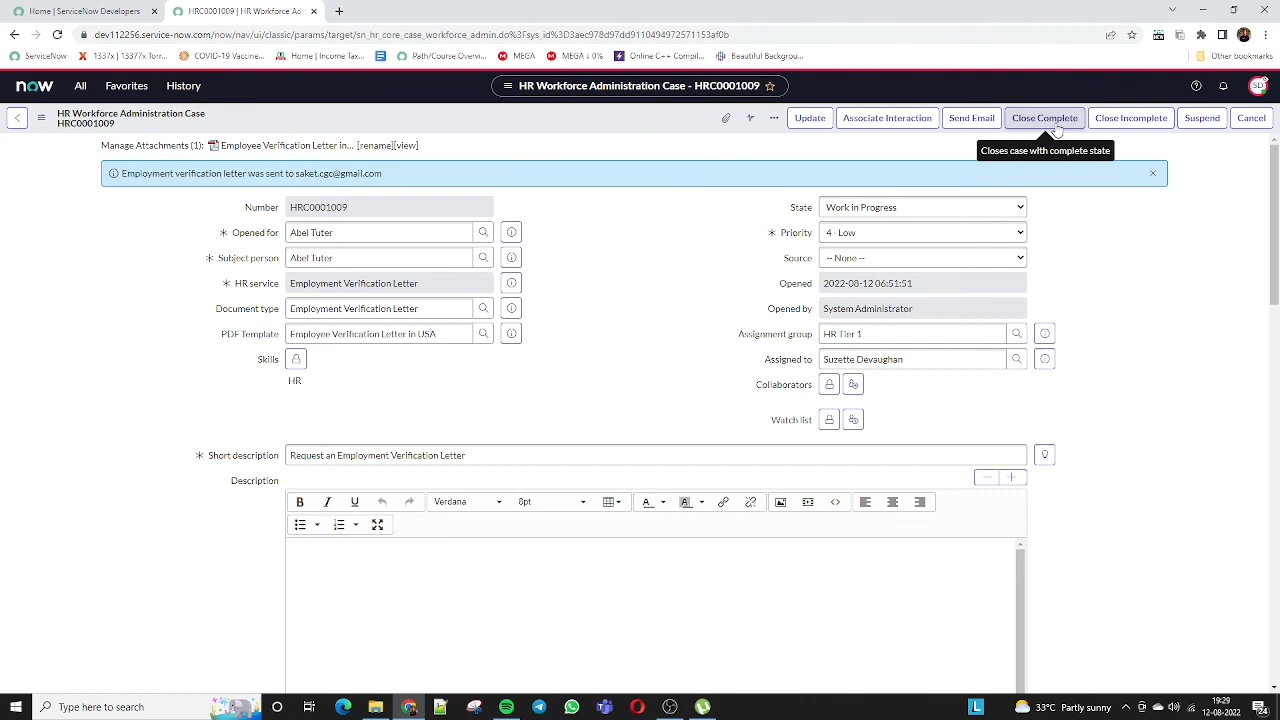 Home | ServiceNow Developers
HRC0001009 | HR Workforce Adm
dev112256.service-now.com/now/nav/ui/classic/params/target/sn_hr_core_case_workforce_admin.do%3Fsys_id%3D3aec978d97dd9110494972571153af0b
ServiceNow
1337x | 13377x Torr...
COVID-19 Vaccine...
Home | Income Tax...
Path/Course Overvi...
MEGA
MEGA ↓ 0%
Online C++ Compil...
Beautiful Backgrou...
Other bookmarks
now
All
Favorites
History
HR Workforce Administration Case - HRC0001009
SD
HR Workforce Administration Case
HRC0001009
Update
Associate Interaction
Send Email
Close Complete
Close Incomplete
Suspend
Cancel
Closes case with complete state
Manage Attachments (1): Employee Verification Letter in... [rename][view]
Employment verification letter was sent to saket.cgc@gmail.com
Number HRC0001009
Opened for Abel Tuter
Subject person Abel Tuter
HR service Employment Verification Letter
Document type Employment Verification Letter
PDF Template Employee Verification Letter in USA
Skills
HR
State Work in Progress
Priority 4 - Low
Source -- None --
Opened 2022-08-12 06:51:51
Opened by System Administrator
Assignment group HR Tier 1
Assigned to Suzette Devaughan
Collaborators
Watch list
Short description Request an Employment Verification Letter
Description
B I U Verdana 8pt A A
Type here to search
L
33°C Partly sunny
ENG
19:29
12-08-2022